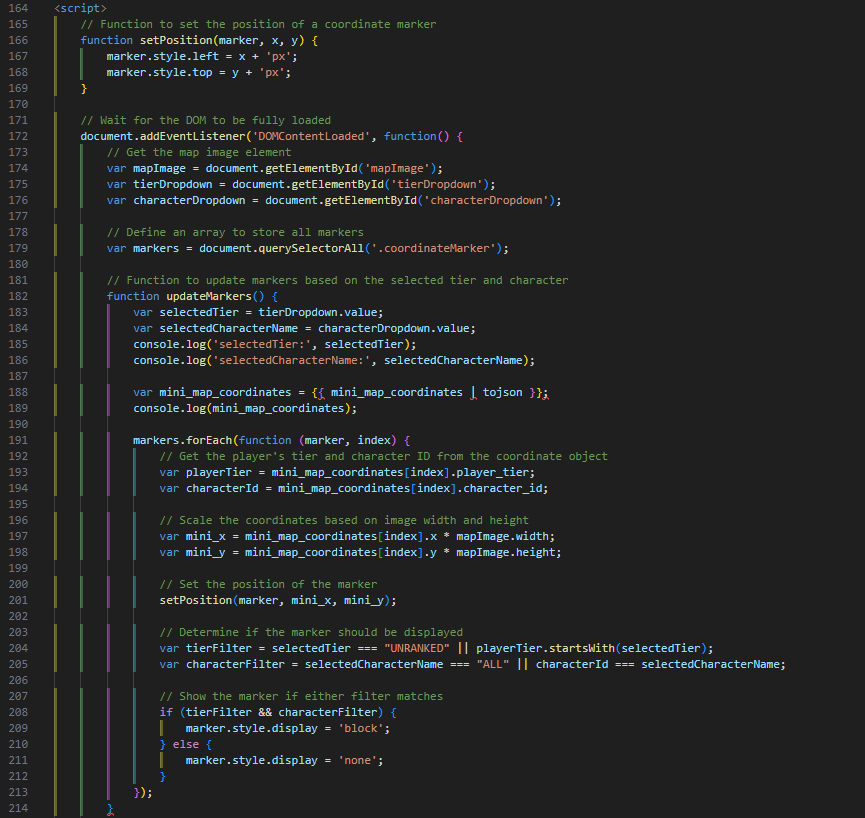 164 <script>
165 // Function to set the position of a coordinate marker
166 function setPosition(marker, x, y) {
167 marker.style.left = x + 'px';
168 marker.style.top = y + 'px';
169 }
170
171 // Wait for the DOM to be fully loaded
172 document.addEventListener('DOMContentLoaded', function() {
173 // Get the map image element
174 var mapImage = document.getElementById('mapImage');
175 var tierDropdown = document.getElementById('tierDropdown');
176 var characterDropdown = document.getElementById('characterDropdown');
177
178 // Define an array to store all markers
179 var markers = document.querySelectorAll('.coordinateMarker');
180
181 // Function to update markers based on the selected tier and character
182 function updateMarkers() {
183 var selectedTier = tierDropdown.value;
184 var selectedCharacterName = characterDropdown.value;
185 console.log('selectedTier:', selectedTier);
186 console.log('selectedCharacterName:', selectedCharacterName);
187
188 var mini_map_coordinates = {{ mini_map_coordinates | tojson }};
189 console.log(mini_map_coordinates);
190
191 markers.forEach(function (marker, index) {
192 // Get the player's tier and character ID from the coordinate object
193 var playerTier = mini_map_coordinates[index].player_tier;
194 var characterId = mini_map_coordinates[index].character_id;
195
196 // Scale the coordinates based on image width and height
197 var mini_x = mini_map_coordinates[index].x * mapImage.width;
198 var mini_y = mini_map_coordinates[index].y * mapImage.height;
199
200 // Set the position of the marker
201 setPosition(marker, mini_x, mini_y);
202
203 // Determine if the marker should be displayed
204 var tierFilter = selectedTier === "UNRANKED" || playerTier.startsWith(selectedTier);
205 var characterFilter = selectedCharacterName === "ALL" || characterId === selectedCharacterName;
206
207 // Show the marker if either filter matches
208 if (tierFilter && characterFilter) {
209 marker.style.display = 'block';
210 } else {
211 marker.style.display = 'none';
212 }
213 });
214 }